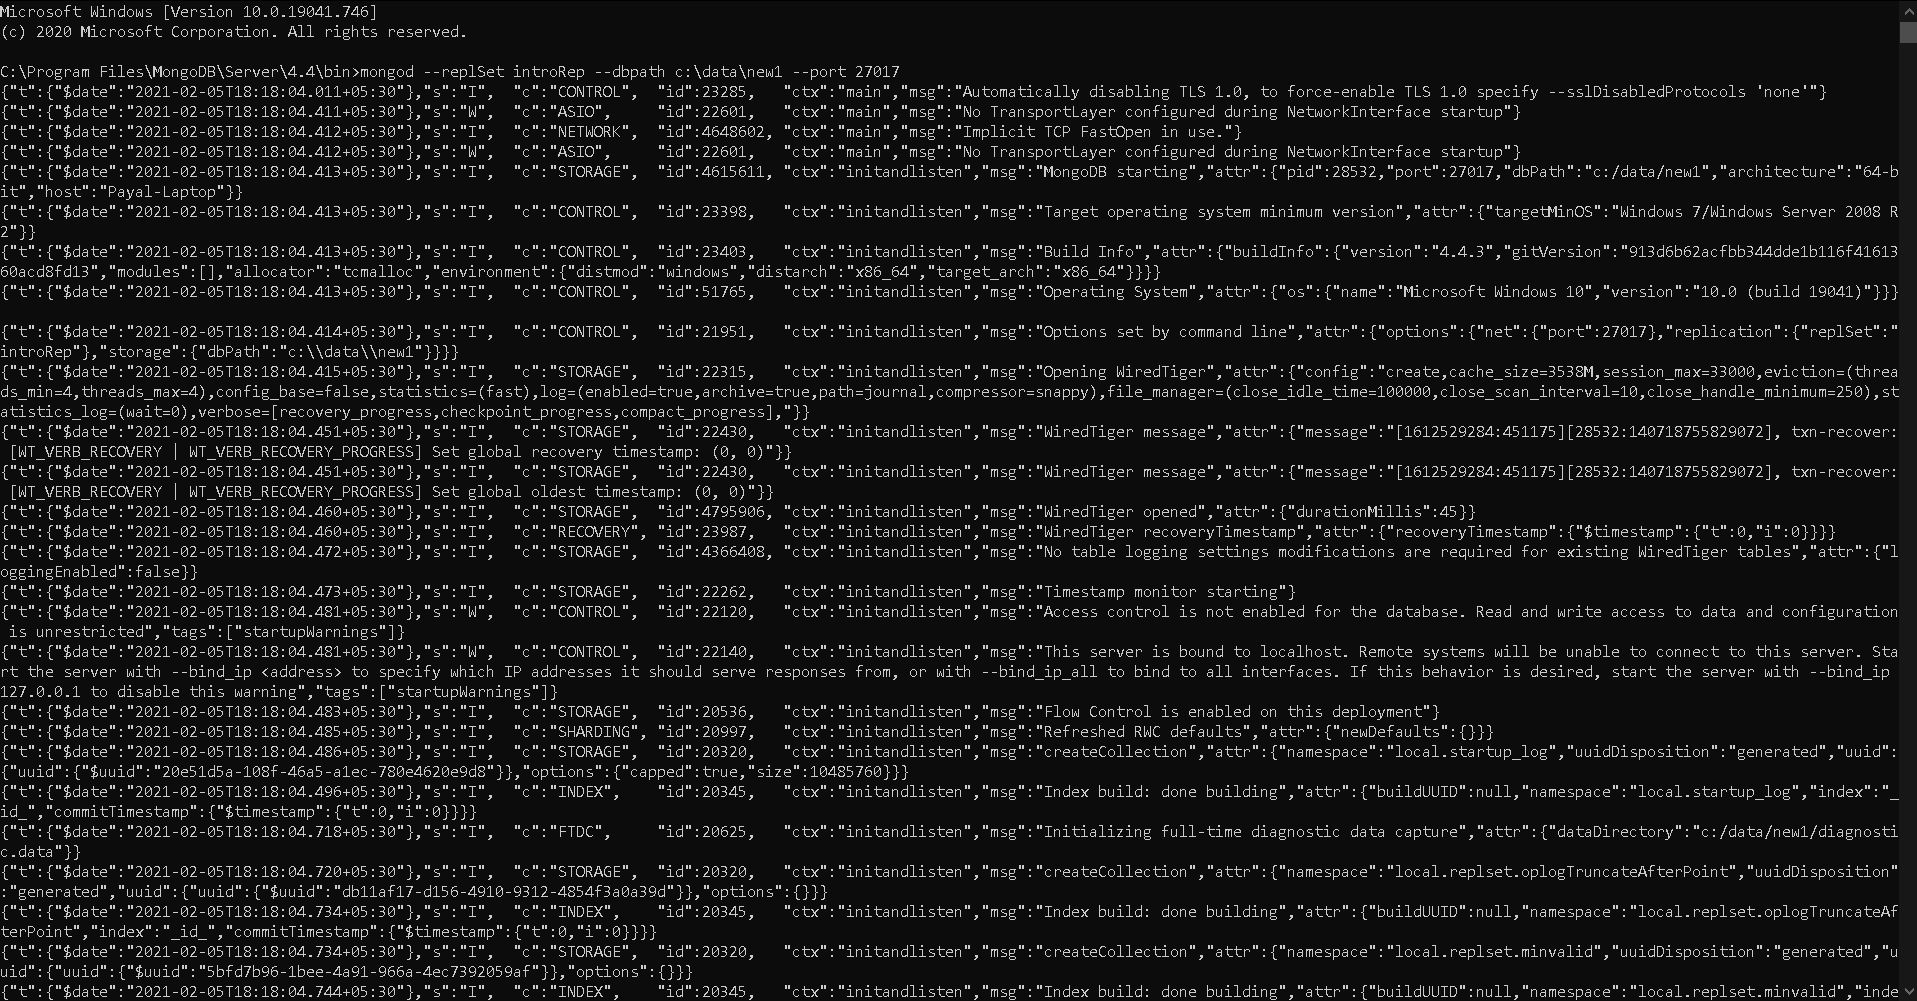 Microsoft Windows [Version 10.0.19041.746]
(c) 2020 Microsoft Corporation. All rights reserved.
C:\Program Files\MongoDB\Server\4.4\bin>mongod --replSet introRep --dbpath c:\data\new1 --port 27017
{"t":{"$date":"2021-02-05T18:18:04.011+05:30"},"s":"I",  "c":"CONTROL",  "id":23285,   "ctx":"main","msg":"Automatically disabling TLS 1.0, to force-enable TLS 1.0 specify --sslDisabledProtocols 'none'"}
{"t":{"$date":"2021-02-05T18:18:04.411+05:30"},"s":"W",  "c":"ASIO",     "id":22601,   "ctx":"main","msg":"No TransportLayer configured during NetworkInterface startup"}
{"t":{"$date":"2021-02-05T18:18:04.412+05:30"},"s":"I",  "c":"NETWORK",  "id":4648602, "ctx":"main","msg":"Implicit TCP FastOpen in use."}
{"t":{"$date":"2021-02-05T18:18:04.412+05:30"},"s":"W",  "c":"ASIO",     "id":22601,   "ctx":"main","msg":"No TransportLayer configured during NetworkInterface startup"}
{"t":{"$date":"2021-02-05T18:18:04.413+05:30"},"s":"I",  "c":"STORAGE",  "id":4615611, "ctx":"initandlisten","msg":"MongoDB starting","attr":{"pid":28532,"port":27017,"dbPath":"c:/data/new1","architecture":"64-b
it","host":"Payal-Laptop"}}
{"t":{"$date":"2021-02-05T18:18:04.413+05:30"},"s":"I",  "c":"CONTROL",  "id":23398,   "ctx":"initandlisten","msg":"Target operating system minimum version","attr":{"targetMinOS":"Windows 7/Windows Server 2008 R
2"}}
{"t":{"$date":"2021-02-05T18:18:04.413+05:30"},"s":"I",  "c":"CONTROL",  "id":23403,   "ctx":"initandlisten","msg":"Build Info","attr":{"buildInfo":{"version":"4.4.3","gitVersion":"913d6b62acfbb344dde1b116f41613
60acd8fd13","modules":[],"allocator":"tcmalloc","environment":{"distmod":"windows","distarch":"x86_64","target_arch":"x86_64"}}}}
{"t":{"$date":"2021-02-05T18:18:04.413+05:30"},"s":"I",  "c":"CONTROL",  "id":51765,   "ctx":"initandlisten","msg":"Operating System","attr":{"os":{"name":"Microsoft Windows 10","version":"10.0 (build 19041)"}}}
{"t":{"$date":"2021-02-05T18:18:04.414+05:30"},"s":"I",  "c":"CONTROL",  "id":21951,   "ctx":"initandlisten","msg":"Options set by command line","attr":{"options":{"net":{"port":27017},"replication":{"replSet":"
introRep"},"storage":{"dbPath":"c:\\data\\new1"}}}}
{"t":{"$date":"2021-02-05T18:18:04.415+05:30"},"s":"I",  "c":"STORAGE",  "id":22315,   "ctx":"initandlisten","msg":"Opening WiredTiger","attr":{"config":"create,cache_size=3538M,session_max=33000,eviction=(threa
ds_min=4,threads_max=4),config_base=false,statistics=(fast),log=(enabled=true,archive=true,path=journal,compressor=snappy),file_manager=(close_idle_time=100000,close_scan_interval=10,close_handle_minimum=250),st
atistics_log=(wait=0),verbose=[recovery_progress,checkpoint_progress,compact_progress],"}}
{"t":{"$date":"2021-02-05T18:18:04.451+05:30"},"s":"I",  "c":"STORAGE",  "id":22430,   "ctx":"initandlisten","msg":"WiredTiger message","attr":{"message":"[1612529284:451175][28532:140718755829072], txn-recover:
 [WT_VERB_RECOVERY | WT_VERB_RECOVERY_PROGRESS] Set global recovery timestamp: (0, 0)"}}
{"t":{"$date":"2021-02-05T18:18:04.451+05:30"},"s":"I",  "c":"STORAGE",  "id":22430,   "ctx":"initandlisten","msg":"WiredTiger message","attr":{"message":"[1612529284:451175][28532:140718755829072], txn-recover:
 [WT_VERB_RECOVERY | WT_VERB_RECOVERY_PROGRESS] Set global oldest timestamp: (0, 0)"}}
{"t":{"$date":"2021-02-05T18:18:04.460+05:30"},"s":"I",  "c":"STORAGE",  "id":4795906, "ctx":"initandlisten","msg":"WiredTiger opened","attr":{"durationMillis":45}}
{"t":{"$date":"2021-02-05T18:18:04.460+05:30"},"s":"I",  "c":"RECOVERY", "id":23987,   "ctx":"initandlisten","msg":"WiredTiger recoveryTimestamp","attr":{"recoveryTimestamp":{"$timestamp":{"t":0,"i":0}}}}
{"t":{"$date":"2021-02-05T18:18:04.472+05:30"},"s":"I",  "c":"STORAGE",  "id":4366408, "ctx":"initandlisten","msg":"No table logging settings modifications are required for existing WiredTiger tables","attr":{"l
oggingEnabled":false}}
{"t":{"$date":"2021-02-05T18:18:04.473+05:30"},"s":"I",  "c":"STORAGE",  "id":22262,   "ctx":"initandlisten","msg":"Timestamp monitor starting"}
{"t":{"$date":"2021-02-05T18:18:04.481+05:30"},"s":"W",  "c":"CONTROL",  "id":22120,   "ctx":"initandlisten","msg":"Access control is not enabled for the database. Read and write access to data and configuration
 is unrestricted","tags":["startupWarnings"]}
{"t":{"$date":"2021-02-05T18:18:04.481+05:30"},"s":"W",  "c":"CONTROL",  "id":22140,   "ctx":"initandlisten","msg":"This server is bound to localhost. Remote systems will be unable to connect to this server. Sta
rt the server with --bind_ip <address> to specify which IP addresses it should serve responses from, or with --bind_ip_all to bind to all interfaces. If this behavior is desired, start the server with --bind_ip
127.0.0.1 to disable this warning","tags":["startupWarnings"]}
{"t":{"$date":"2021-02-05T18:18:04.483+05:30"},"s":"I",  "c":"STORAGE",  "id":20536,   "ctx":"initandlisten","msg":"Flow Control is enabled on this deployment"}
{"t":{"$date":"2021-02-05T18:18:04.485+05:30"},"s":"I",  "c":"SHARDING", "id":20997,   "ctx":"initandlisten","msg":"Refreshed RWC defaults","attr":{"newDefaults":{}}}
{"t":{"$date":"2021-02-05T18:18:04.486+05:30"},"s":"I",  "c":"STORAGE",  "id":20320,   "ctx":"initandlisten","msg":"createCollection","attr":{"namespace":"local.startup_log","uuidDisposition":"generated","uuid":
{"uuid":{"$uuid":"20e51d5a-108f-46a5-a1ec-780e4620e9d8"}},"options":{"capped":true,"size":10485760}}}
{"t":{"$date":"2021-02-05T18:18:04.496+05:30"},"s":"I",  "c":"INDEX",    "id":20345,   "ctx":"initandlisten","msg":"Index build: done building","attr":{"buildUUID":null,"namespace":"local.startup_log","index":"_
id_","commitTimestamp":{"$timestamp":{"t":0,"i":0}}}}
{"t":{"$date":"2021-02-05T18:18:04.718+05:30"},"s":"I",  "c":"FTDC",     "id":20625,   "ctx":"initandlisten","msg":"Initializing full-time diagnostic data capture","attr":{"dataDirectory":"c:/data/new1/diagnosti
c.data"}}
{"t":{"$date":"2021-02-05T18:18:04.720+05:30"},"s":"I",  "c":"STORAGE",  "id":20320,   "ctx":"initandlisten","msg":"createCollection","attr":{"namespace":"local.replset.oplogTruncateAfterPoint","uuidDisposition"
:"generated","uuid":{"uuid":{"$uuid":"db11af17-d156-4910-9312-4854f3a0a39d"}},"options":{}}}
{"t":{"$date":"2021-02-05T18:18:04.734+05:30"},"s":"I",  "c":"INDEX",    "id":20345,   "ctx":"initandlisten","msg":"Index build: done building","attr":{"buildUUID":null,"namespace":"local.replset.oplogTruncateAf
terPoint","index":"_id_","commitTimestamp":{"$timestamp":{"t":0,"i":0}}}}
{"t":{"$date":"2021-02-05T18:18:04.734+05:30"},"s":"I",  "c":"STORAGE",  "id":20320,   "ctx":"initandlisten","msg":"createCollection","attr":{"namespace":"local.replset.minvalid","uuidDisposition":"generated","u
uid":{"uuid":{"$uuid":"5bfd7b96-1bee-4a91-966a-4ec7392059af"}},"options":{}}}
{"t":{"$date":"2021-02-05T18:18:04.744+05:30"},"s":"I",  "c":"INDEX",    "id":20345,   "ctx":"initandlisten","msg":"Index build: done building","attr":{"buildUUID":null,"namespace":"local.replset.minvalid","inde